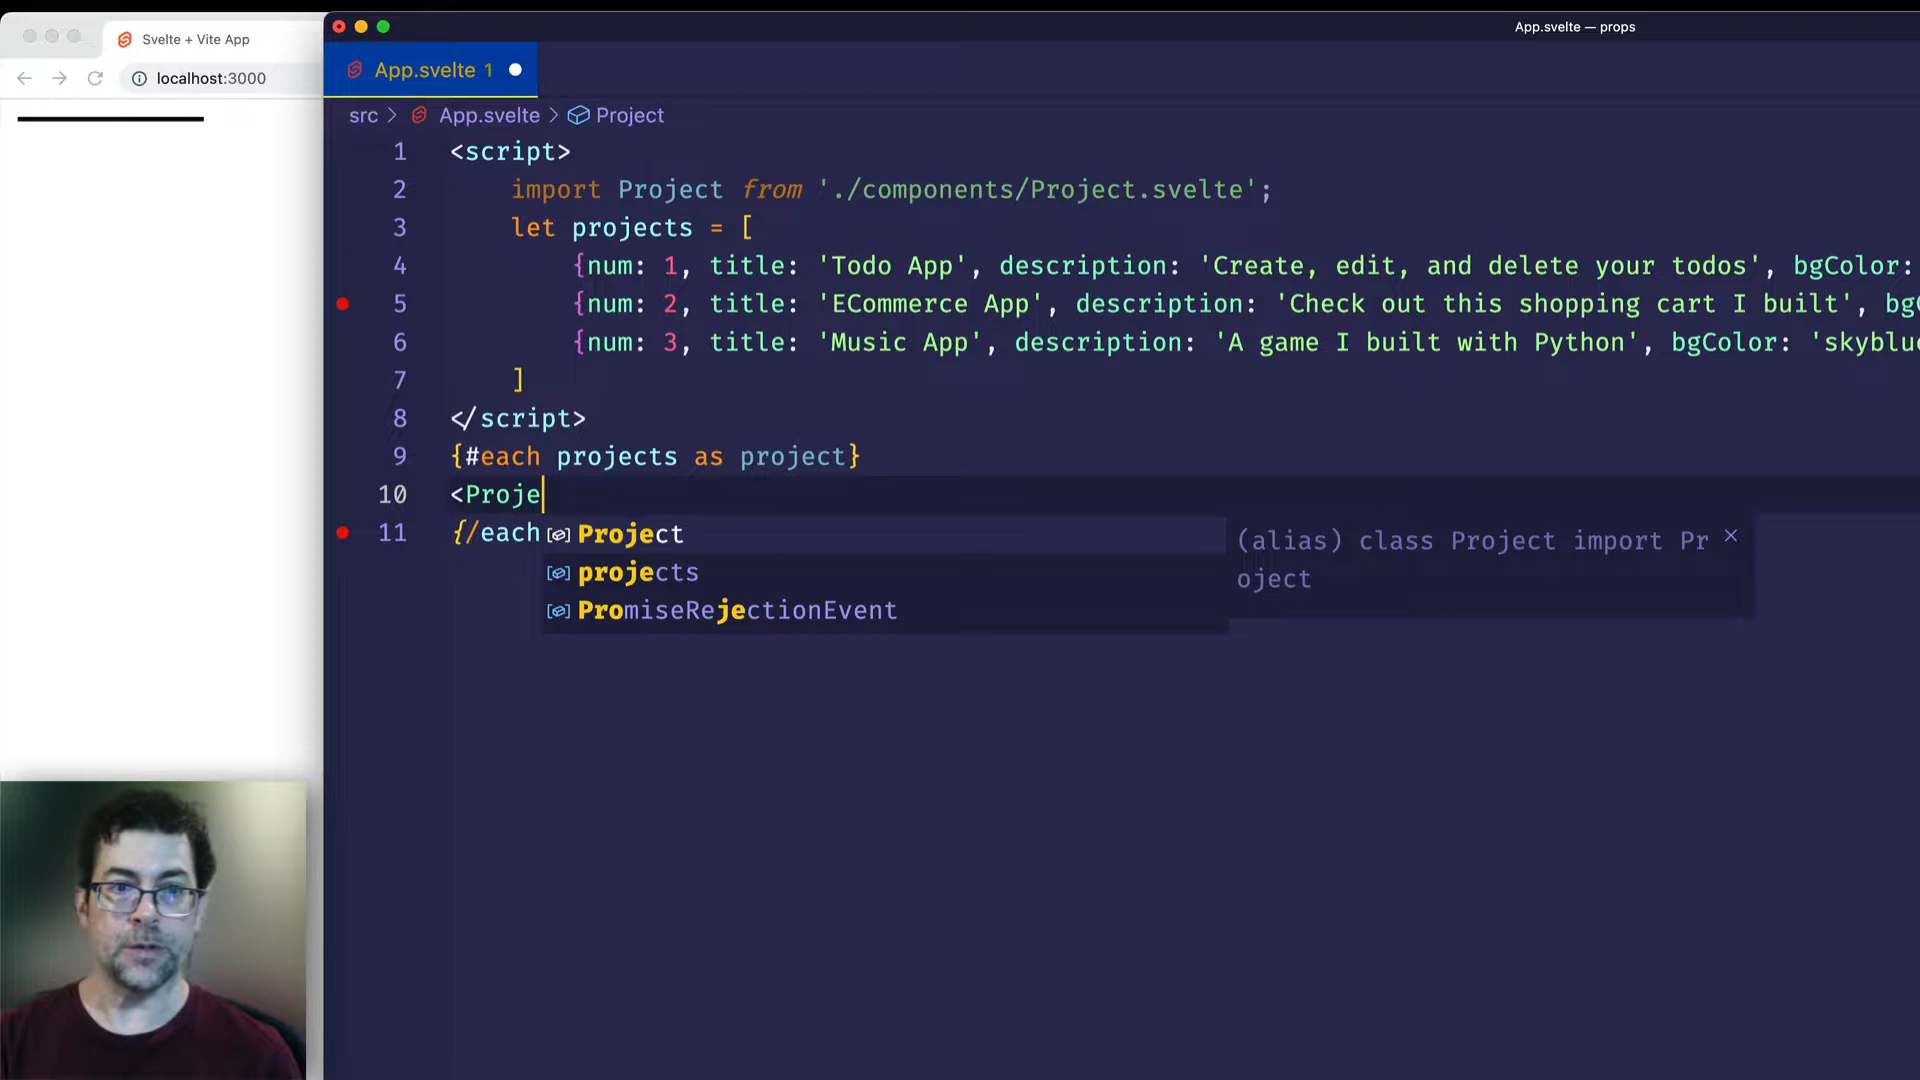 Svelte + Vite App
localhost:3000
App.svelte — props
App.svelte 1
src > App.svelte > Project
1 <script>
2 import Project from './components/Project.svelte';
3 let projects = [
4 {num: 1, title: 'Todo App', description: 'Create, edit, and delete your todos', bgColor:
5 {num: 2, title: 'ECommerce App', description: 'Check out this shopping cart I built', bg
6 {num: 3, title: 'Music App', description: 'A game I built with Python', bgColor: 'skyblue
7 ]
8 </script>
9 {#each projects as project}
10 <Proje
11 {/each
Project
projects
PromiseRejectionEvent
(alias) class Project import Pr
oject